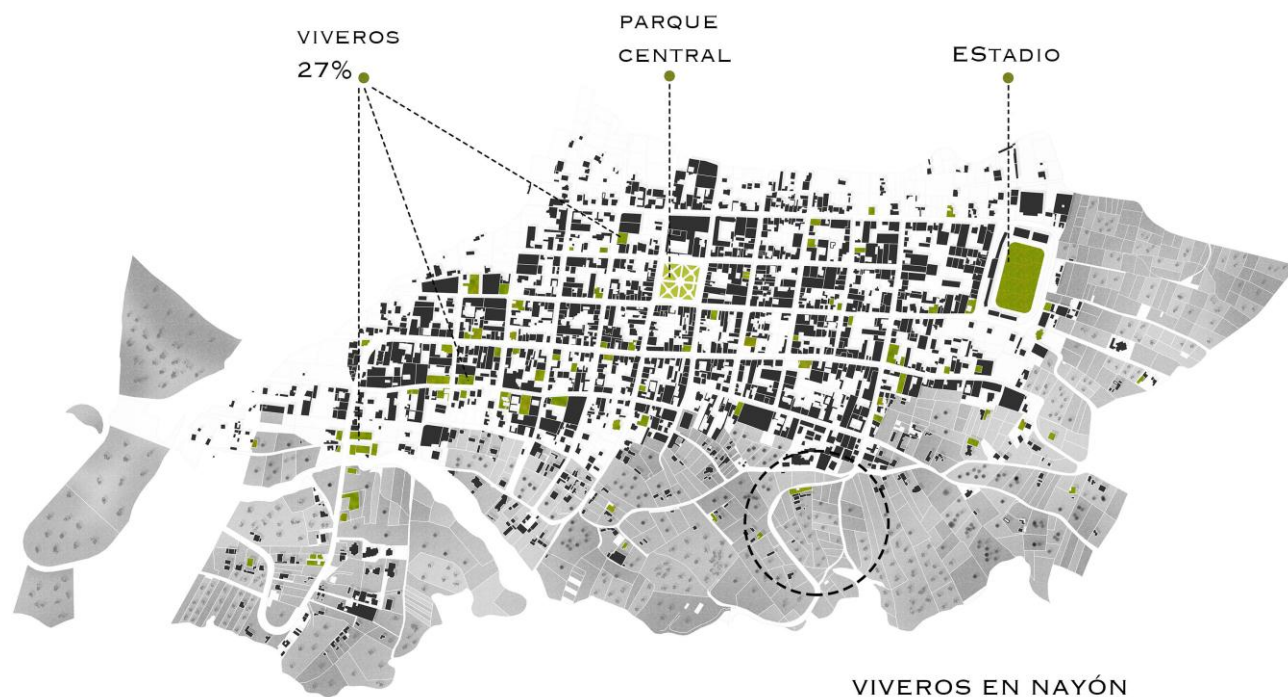 VIVEROS
27%
PARQUE
CENTRAL
ESTADIO
VIVEROS EN NAYÓN